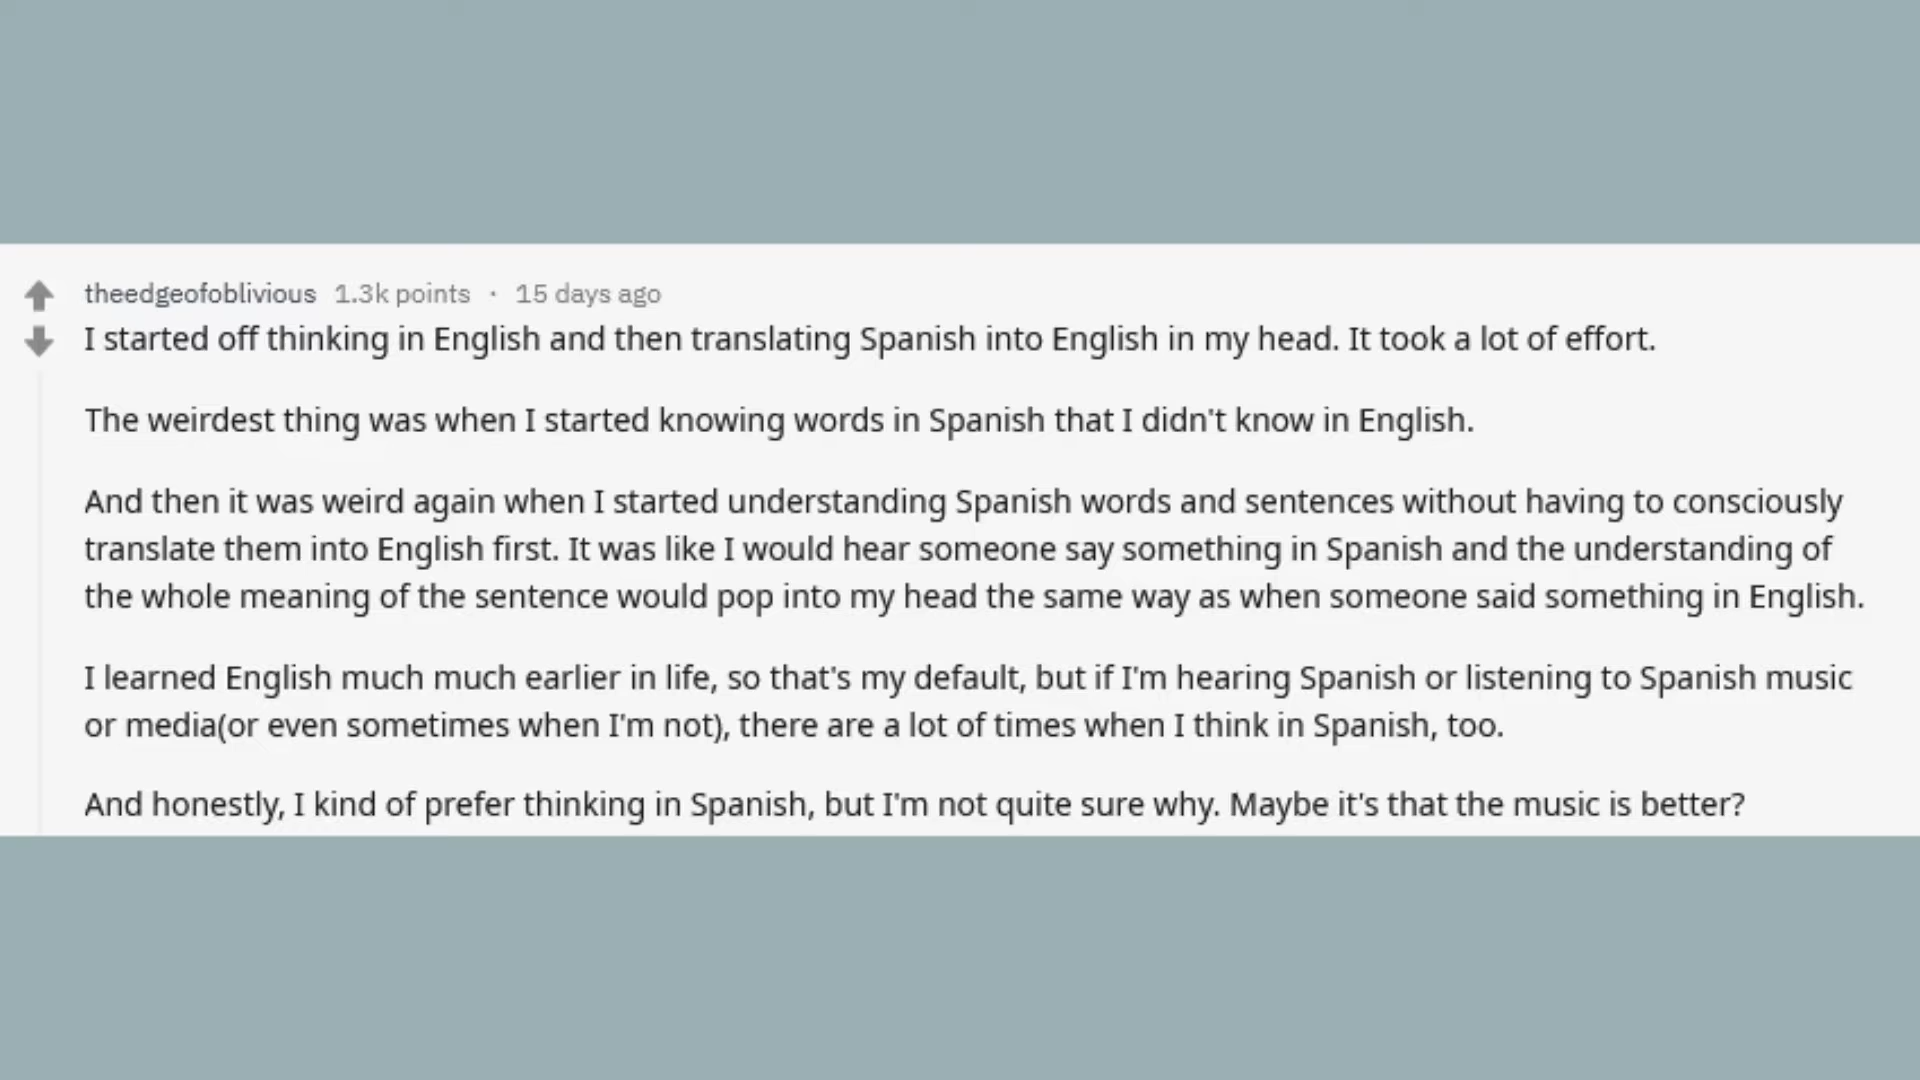 theedgeofoblivious 1.3k points · 15 days ago
I started off thinking in English and then translating Spanish into English in my head. It took a lot of effort.
The weirdest thing was when I started knowing words in Spanish that I didn't know in English.
And then it was weird again when I started understanding Spanish words and sentences without having to consciously
translate them into English first. It was like I would hear someone say something in Spanish and the understanding of
the whole meaning of the sentence would pop into my head the same way as when someone said something in English.
I learned English much much earlier in life, so that's my default, but if I'm hearing Spanish or listening to Spanish music
or media(or even sometimes when I'm not), there are a lot of times when I think in Spanish, too.
And honestly, I kind of prefer thinking in Spanish, but I'm not quite sure why. Maybe it's that the music is better?